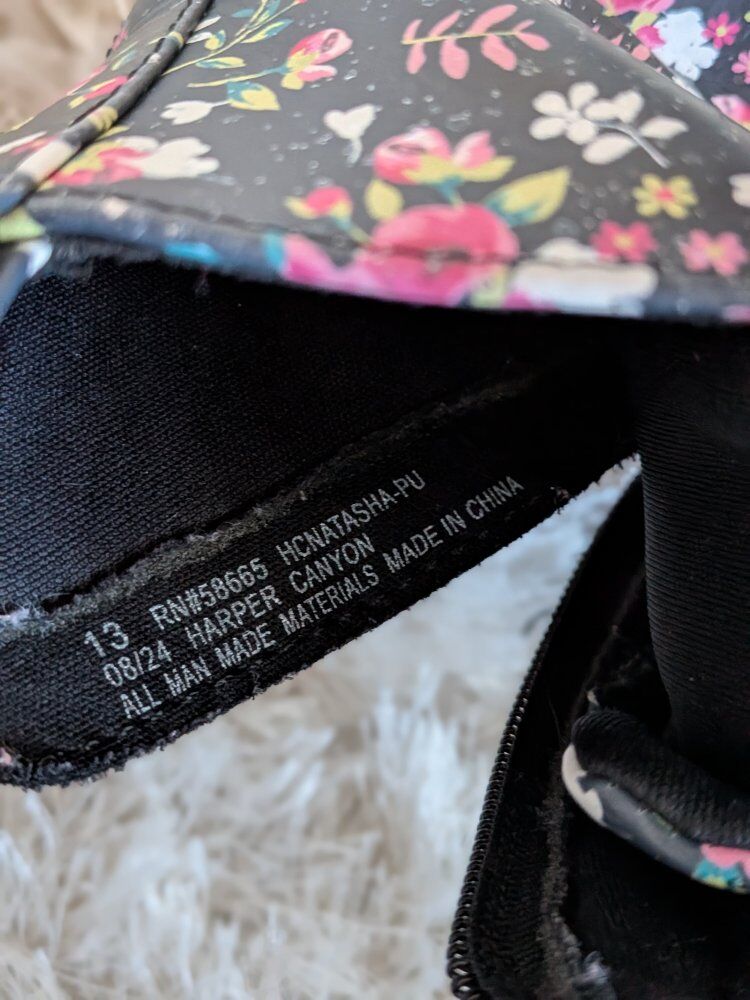 13 RN#58665 HCNATASHA-PU
08/24 HARPER CANYON
ALL MAN MADE MATERIALS MADE IN CHINA